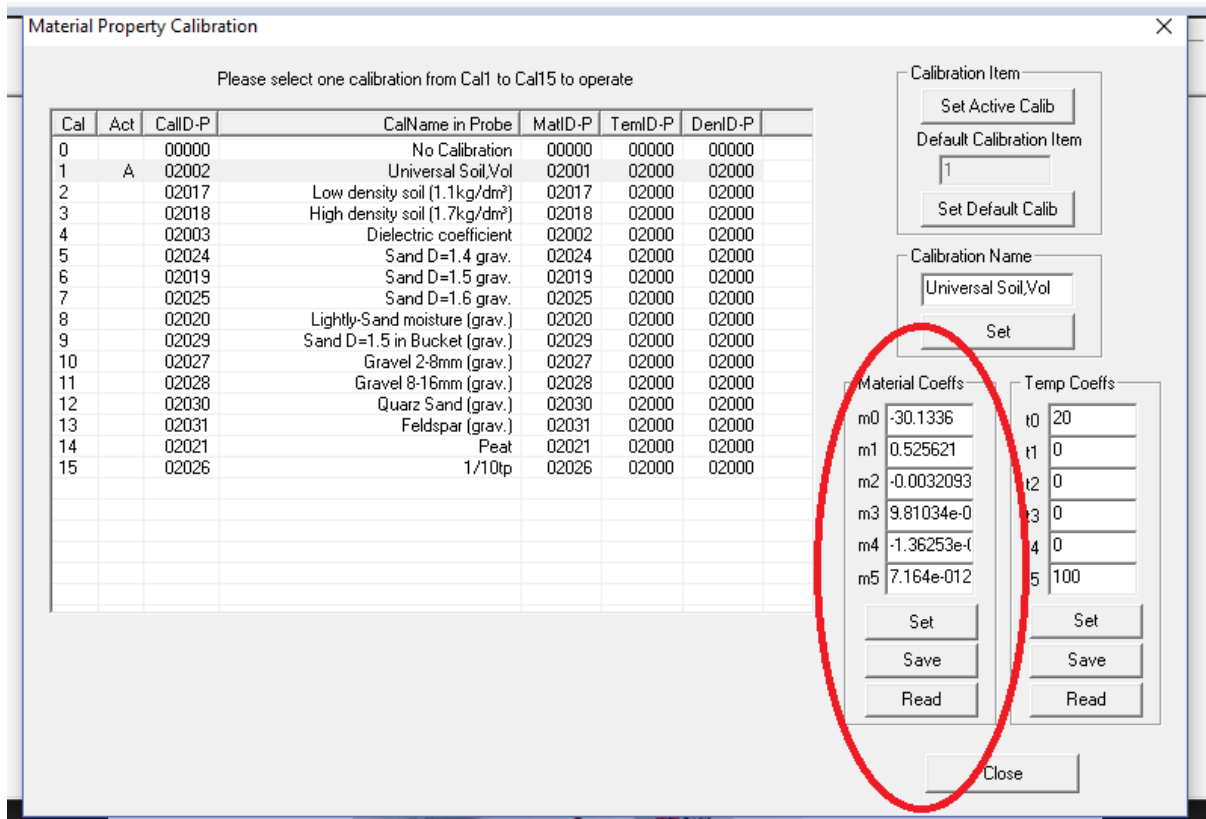 Material Property Calibration
Please select one calibration from Cal1 to Cal15 to operate
Cal Act CalID-P CalName in Probe MatID-P TemID-P DenID-P
0 00000 No Calibration 00000 00000 00000
1 A 02002 Universal Soil,Vol 02001 02000 02000
2 02017 Low density soil (1.1kg/dm³) 02017 02000 02000
3 02018 High density soil (1.7kg/dm³) 02018 02000 02000
4 02003 Dielectric coefficient 02002 02000 02000
5 02024 Sand D=1.4 grav. 02024 02000 02000
6 02019 Sand D=1.5 grav. 02019 02000 02000
7 02025 Sand D=1.6 grav. 02025 02000 02000
8 02020 Lightly-Sand moisture (grav.) 02020 02000 02000
9 02029 Sand D=1.5 in Bucket (grav.) 02029 02000 02000
10 02027 Gravel 2-8mm (grav.) 02027 02000 02000
11 02028 Gravel 8-16mm (grav.) 02028 02000 02000
12 02030 Quarz Sand (grav.) 02030 02000 02000
13 02031 Feldspar (grav.) 02031 02000 02000
14 02021 Peat 02021 02000 02000
15 02026 1/10tp 02026 02000 02000
Calibration Item
Set Active Calib
Default Calibration Item
1
Set Default Calib
Calibration Name
Universal Soil,Vol
Set
Material Coeffs
m0 -30.1336
m1 0.525621
m2 -0.0032093
m3 9.81034e-0
m4 -1.36253e-(
m5 7.164e-012
Set
Save
Read
Temp Coeffs
t0 20
t1 0
t2 0
t3 0
4 0
5 100
Set
Save
Read
Close